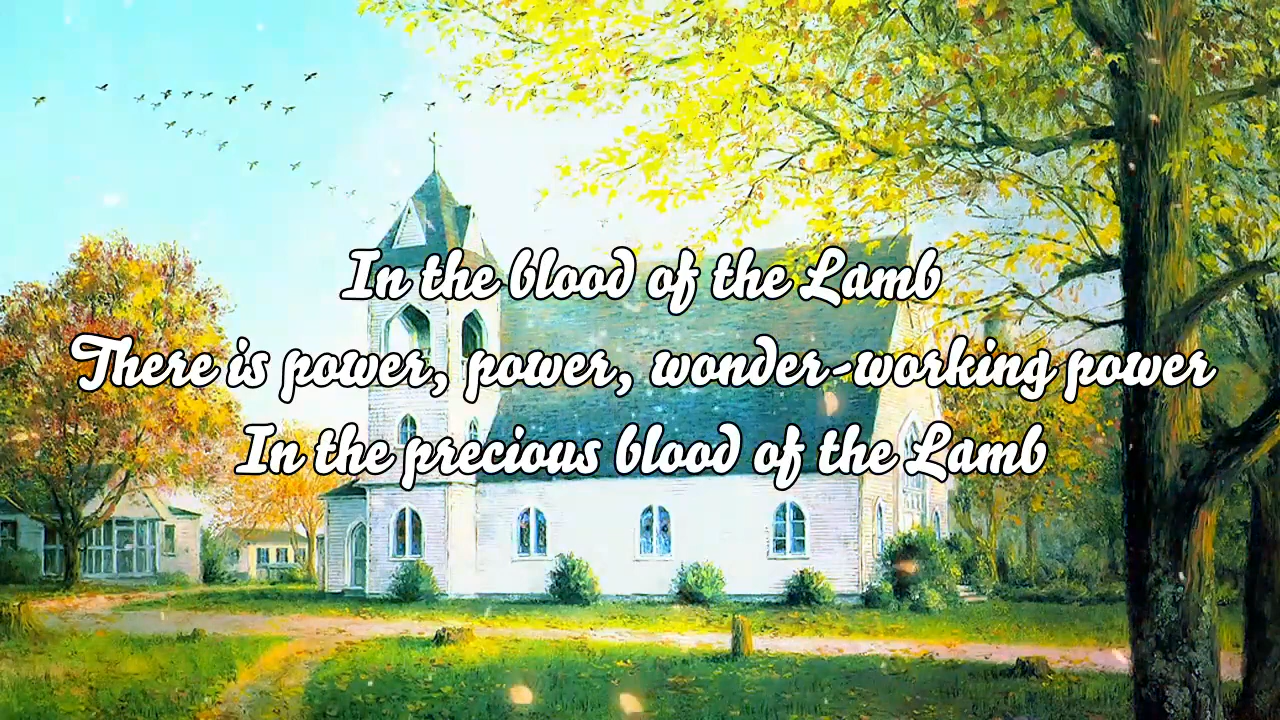 In the blood of the Lamb
There is power, power, wonder-working power
In the precious blood of the Lamb